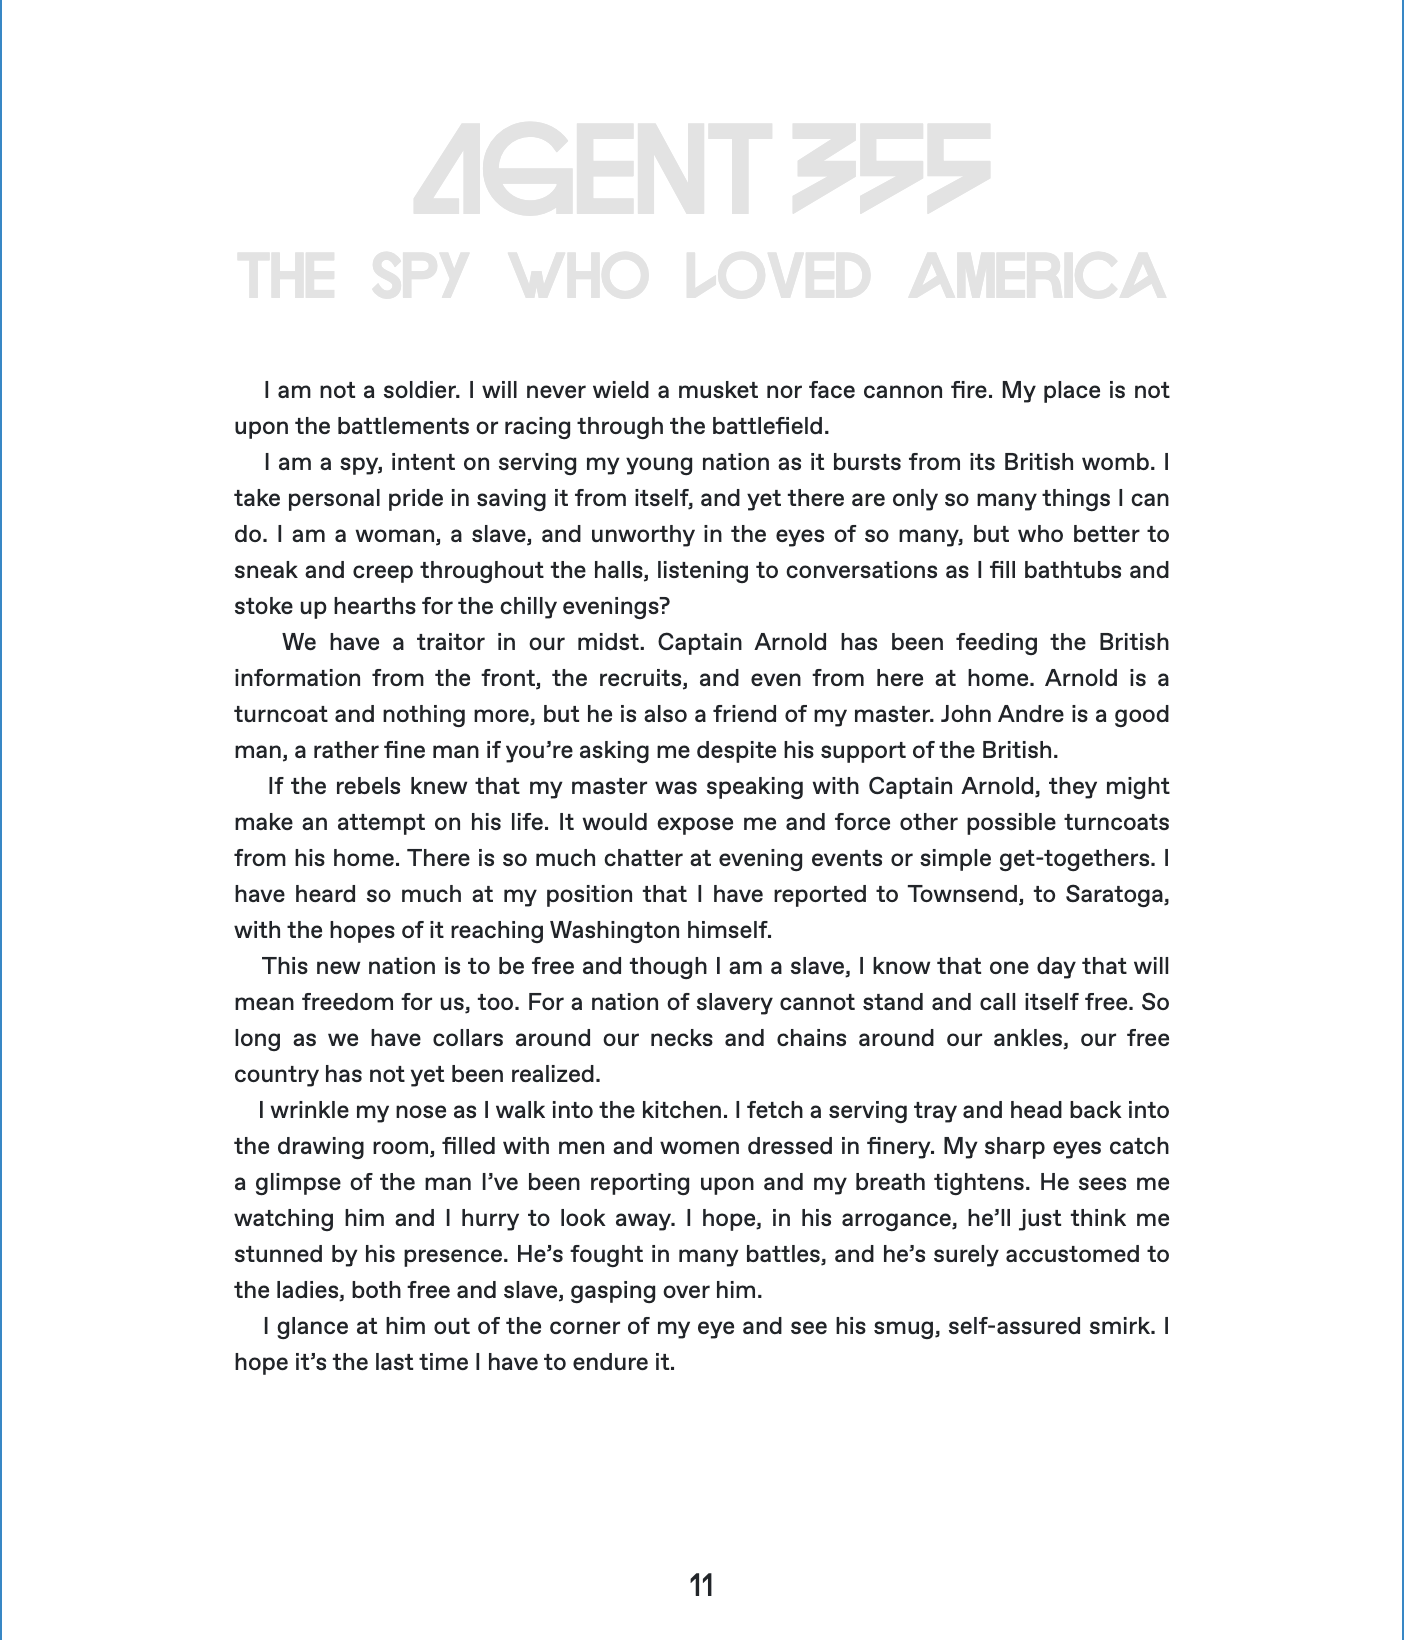 AGENT 355
THE SPY WHO LOVED AMERICA
I am not a soldier. I will never wield a musket nor face cannon fire. My place is not
upon the battlements or racing through the battlefield.
I am a spy, intent on serving my young nation as it bursts from its British womb. I
take personal pride in saving it from itself, and yet there are only so many things I can
do. I am a woman, a slave, and unworthy in the eyes of so many, but who better to
sneak and creep throughout the halls, listening to conversations as I fill bathtubs and
stoke up hearths for the chilly evenings?
We have a traitor in our midst. Captain Arnold has been feeding the British
information from the front, the recruits, and even from here at home. Arnold is a
turncoat and nothing more, but he is also a friend of my master. John Andre is a good
man, a rather fine man if you’re asking me despite his support of the British.
If the rebels knew that my master was speaking with Captain Arnold, they might
make an attempt on his life. It would expose me and force other possible turncoats
from his home. There is so much chatter at evening events or simple get-togethers. I
have heard so much at my position that I have reported to Townsend, to Saratoga,
with the hopes of it reaching Washington himself.
This new nation is to be free and though I am a slave, I know that one day that will
mean freedom for us, too. For a nation of slavery cannot stand and call itself free. So
long as we have collars around our necks and chains around our ankles, our free
country has not yet been realized.
I wrinkle my nose as I walk into the kitchen. I fetch a serving tray and head back into
the drawing room, filled with men and women dressed in finery. My sharp eyes catch
a glimpse of the man I’ve been reporting upon and my breath tightens. He sees me
watching him and I hurry to look away. I hope, in his arrogance, he’ll just think me
stunned by his presence. He’s fought in many battles, and he’s surely accustomed to
the ladies, both free and slave, gasping over him.
I glance at him out of the corner of my eye and see his smug, self-assured smirk. I
hope it’s the last time I have to endure it.
11